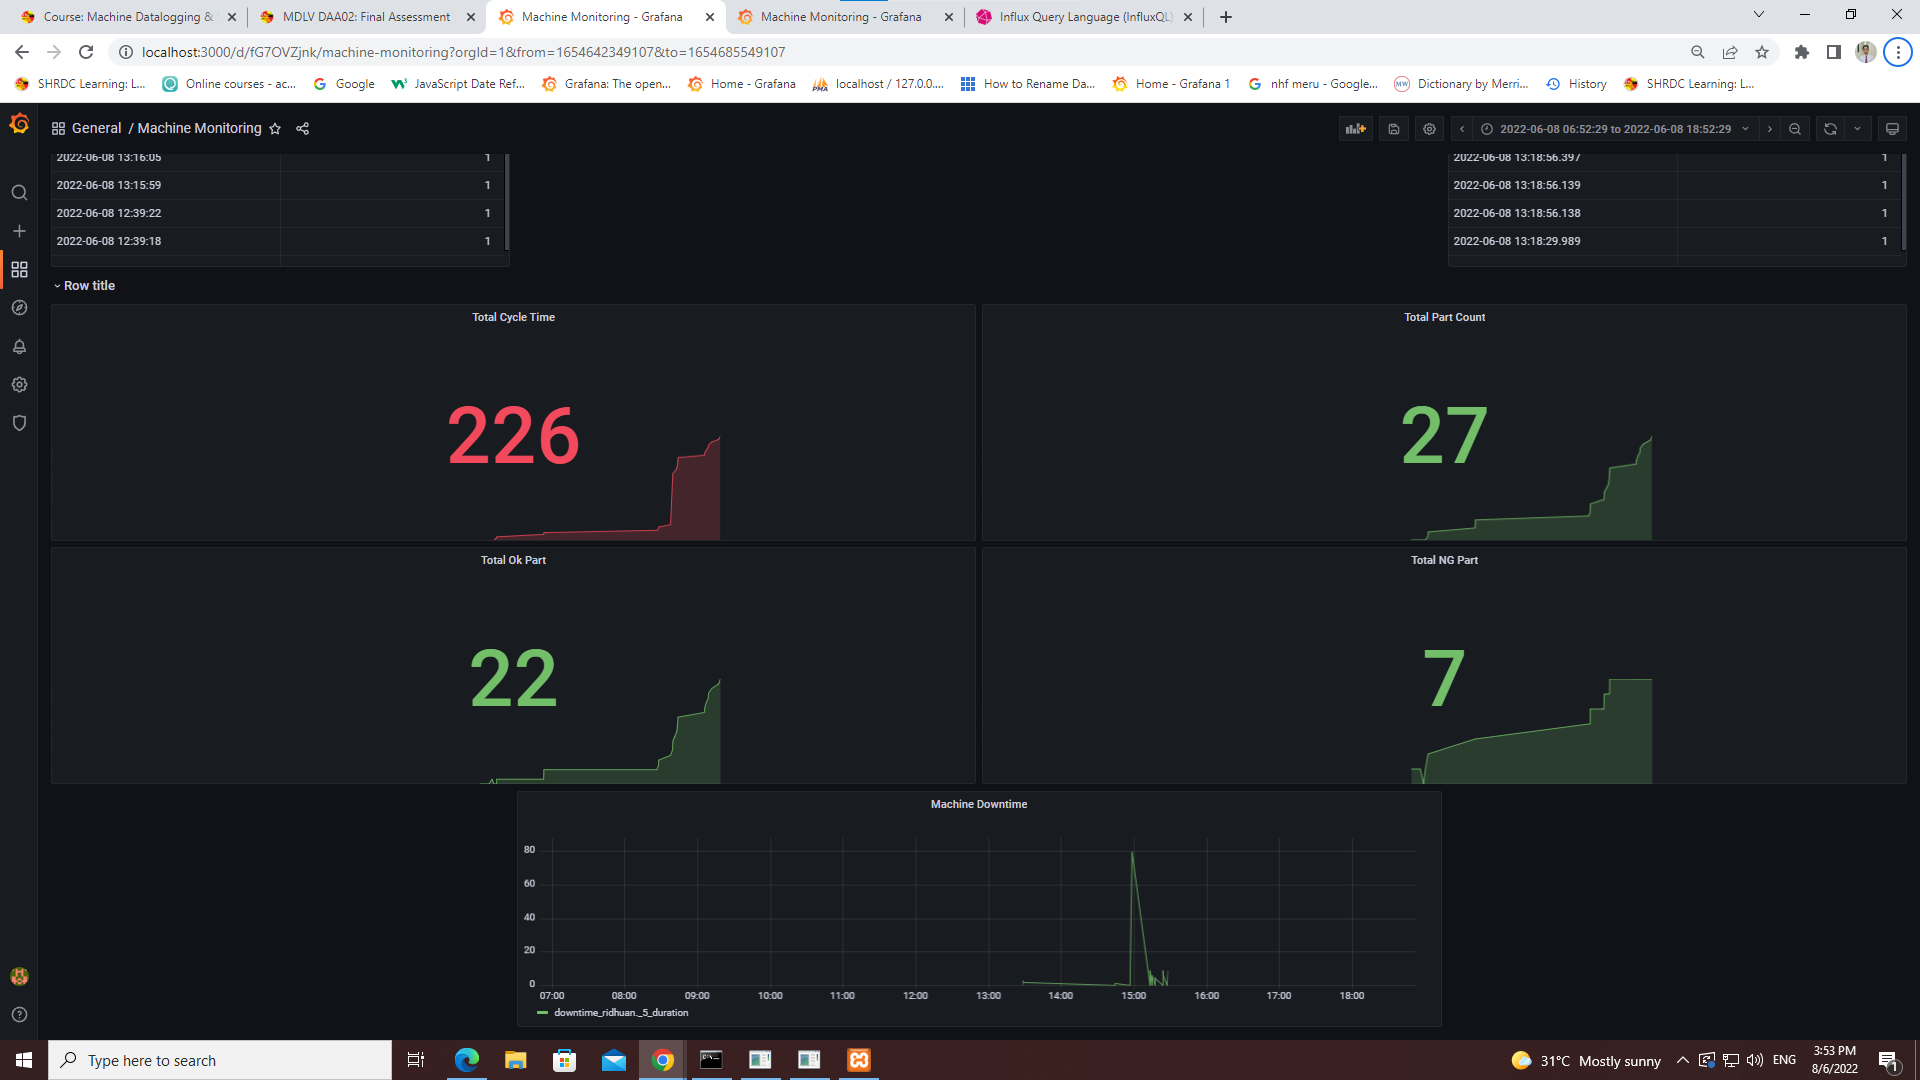 Course: Machine Datalogging &
MDLV DAA02: Final Assessment
Machine Monitoring - Grafana
Machine Monitoring - Grafana
Influx Query Language (InfluxQL)
localhost:3000/d/fG7OVZjnk/machine-monitoring?orgId=1&from=1654642349107&to=1654685549107
SHRDC Learning: L...
Online courses - ac...
Google
JavaScript Date Ref...
Grafana: The open...
Home - Grafana
localhost / 127.0.0....
How to Rename Da...
Home - Grafana 1
nhf meru - Google...
Dictionary by Merri...
History
SHRDC Learning: L...
General / Machine Monitoring
2022-06-08 06:52:29 to 2022-06-08 18:52:29
2022-06-08 13:16:05 1
2022-06-08 13:15:59 1
2022-06-08 12:39:22 1
2022-06-08 12:39:18 1
2022-06-08 13:18:56.397 1
2022-06-08 13:18:56.139 1
2022-06-08 13:18:56.138 1
2022-06-08 13:18:29.989 1
Row title
Total Cycle Time
226
Total Part Count
27
Total Ok Part
22
Total NG Part
7
Machine Downtime
80
60
40
20
0
07:00 08:00 09:00 10:00 11:00 12:00 13:00 14:00 15:00 16:00 17:00 18:00
downtime_ridhuan._5_duration
Type here to search
31°C Mostly sunny
ENG
3:53 PM
8/6/2022
1